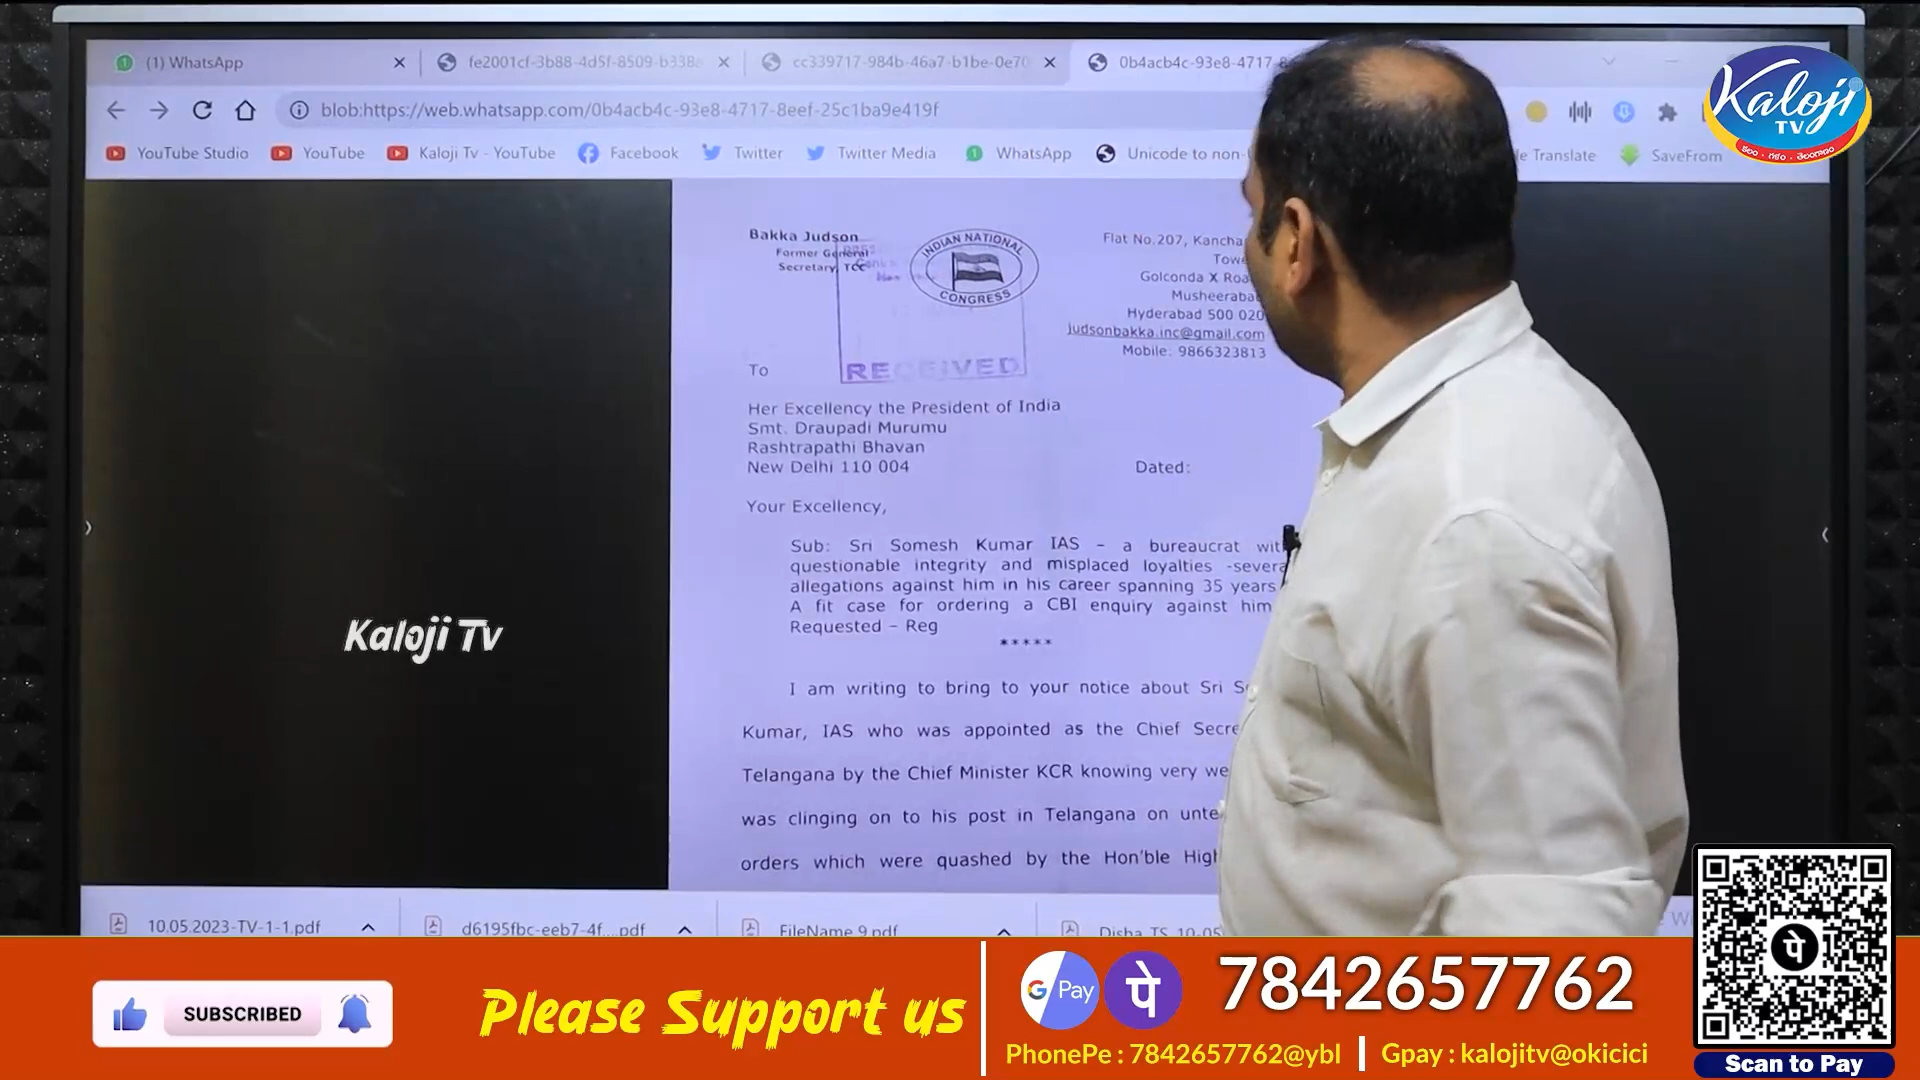 (1) WhatsApp
fe2001cf-3b88-4d5f-8509-b338e
cc339717-984b-46a7-b1be-0e70
0b4acb4c-93e8-4717-8
blob:https://web.whatsapp.com/0b4acb4c-93e8-4717-8eef-25c1ba9e419f
YouTube Studio YouTube Kaloji Tv - YouTube Facebook Twitter Twitter Media WhatsApp Unicode to non- Translate SaveFrom
Kaloji
TV
Bakka Judson
Former General
Secretary, TCC
INDIAN NATIONAL
CONGRESS
RECEIVED
Flat No.207, Kancha
Towe
Golconda X Roa
Musheeraba
Hyderabad 500 020
judsonbakka.inc@gmail.com
Mobile: 9866323813
To
Her Excellency the President of India
Smt. Draupadi Murumu
Rashtrapathi Bhavan
New Delhi 110 004
Dated:
Your Excellency,
Sub: Sri Somesh Kumar IAS - a bureaucrat wit
questionable integrity and misplaced loyalties -severa
allegations against him in his career spanning 35 years
A fit case for ordering a CBI enquiry against him
Requested – Reg
*****
I am writing to bring to your notice about Sri S
Kumar, IAS who was appointed as the Chief Secre
Telangana by the Chief Minister KCR knowing very we
was clinging on to his post in Telangana on unte
orders which were quashed by the Hon'ble High
Kaloji Tv
10.05.2023-TV-1-1.pdf
d6195fbc-eeb7-4f....pdf
FileName 9.pdf
Disha TS 10-05
SUBSCRIBED
Please Support us
G Pay
पे
7842657762
PhonePe : 7842657762@ybl | Gpay : kalojitv@okicici
पे
Scan to Pay